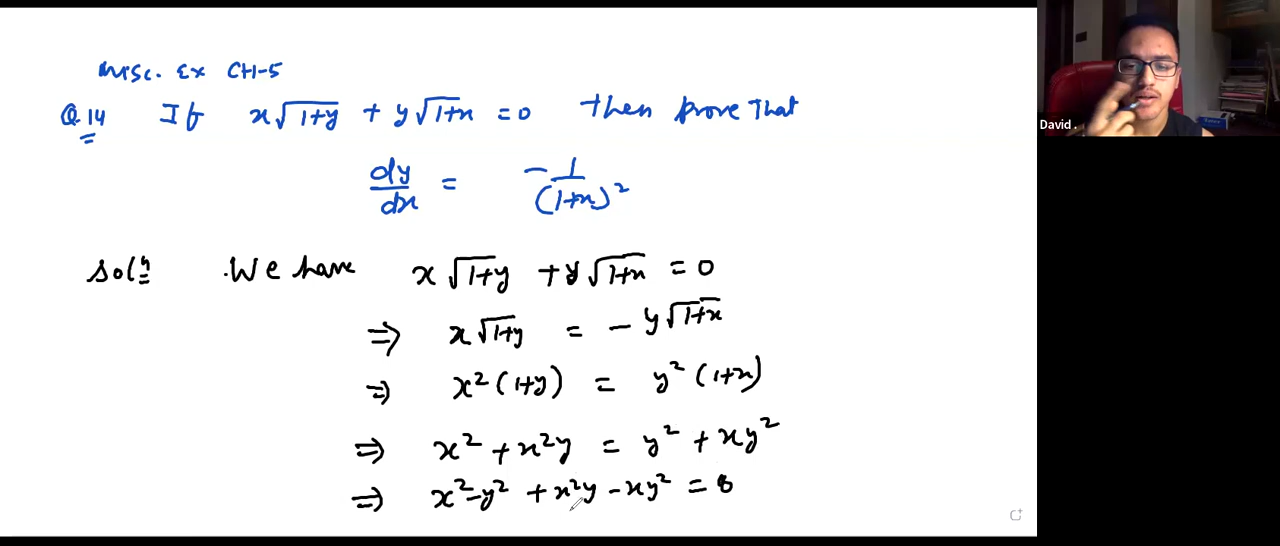 Misc. Ex CH-5
Q.14 If x√1+y + y√1+x = 0 then prove That
dy/dx = -1/(1+x)²
Solⁿ We have x√1+y + y√1+x = 0
⇒ x√1+y = - y√1+x
⇒ x² (1+y) = y² (1+x)
⇒ x² + x²y = y² + xy²
⇒ x² - y² + x²y - xy² = 0
David .